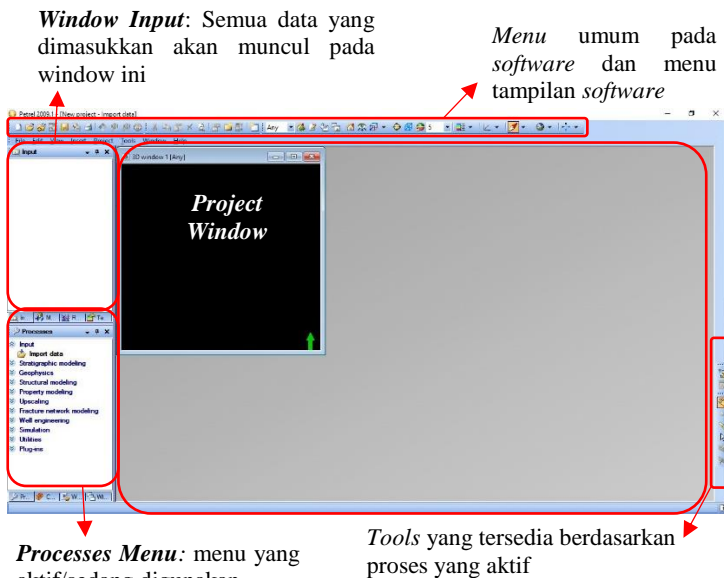 Window Input: Semua data yang
dimasukkan akan muncul pada
window ini
Menu umum pada
software dan menu
tampilan software
Petrel 2009.1 - [New project - Import data]
Any
5
File Edit View Insert Project Tools Window Help
Input
3D window 1 [Any]
Project
Window
Processes
Input
Import data
Stratigraphic modeling
Geophysics
Structural modeling
Property modeling
Upscaling
Fracture network modeling
Well engineering
Simulation
Utilities
Plug-ins
Processes Menu: menu yang
aktif/sedang digunakan
Tools yang tersedia berdasarkan
proses yang aktif